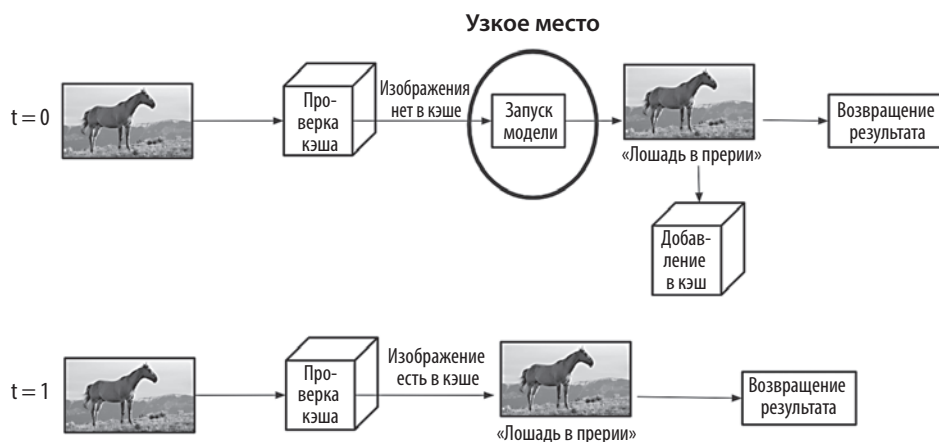 Узкое место
t = 0
Про-
верка
кэша
Изображения
нет в кэше
Запуск
модели
«Лошадь в прерии»
Возвращение
результата
Добав-
ление
в кэш
t = 1
Про-
верка
кэша
Изображение
есть в кэше
«Лошадь в прерии»
Возвращение
результата